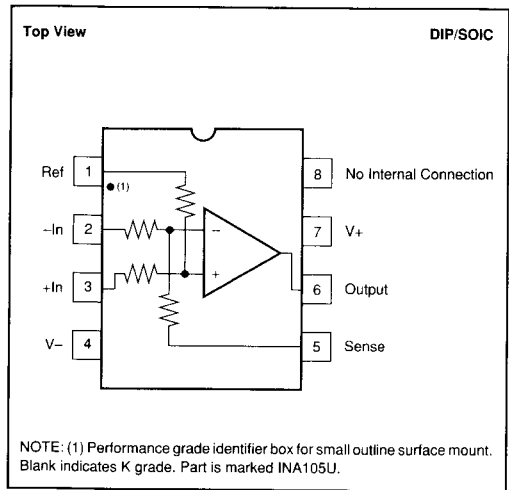 Top View
DIP/SOIC
Ref 1
(1)
8 No Internal Connection
–In 2
–
7 V+
+In 3
+
6 Output
V– 4
5 Sense
NOTE: (1) Performance grade identifier box for small outline surface mount.
Blank indicates K grade. Part is marked INA105U.